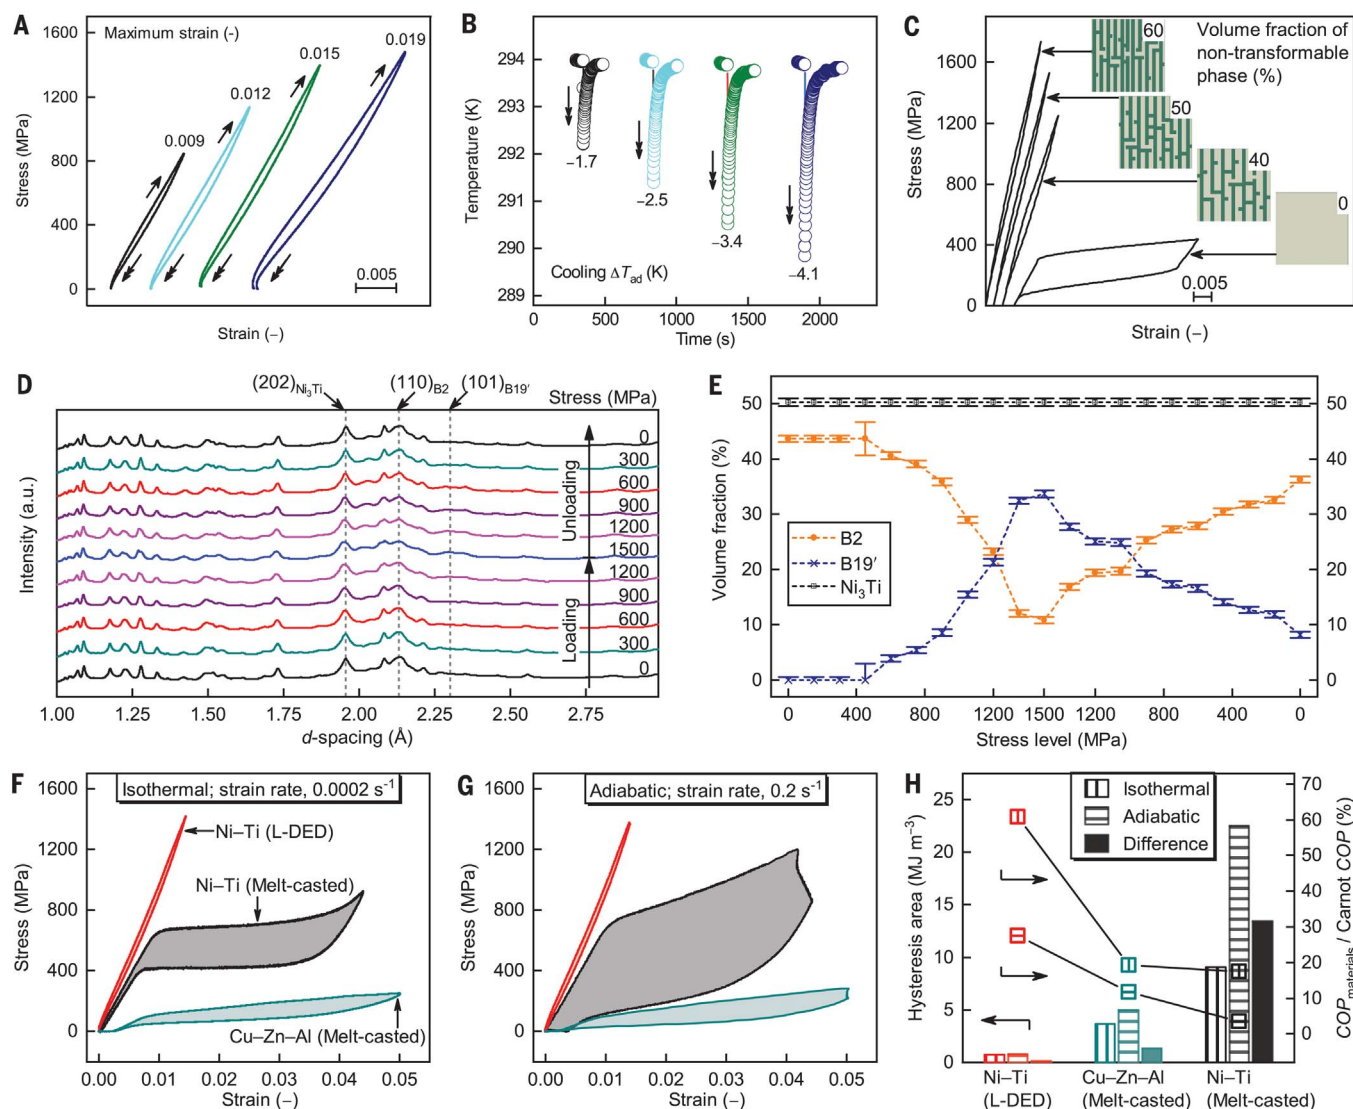 A
Maximum strain (-)
0.009
0.012
0.015
0.019
1600
1200
800
400
0
Stress (MPa)
0.005
Strain (–)
B
294
293
292
291
290
289
Temperature (K)
−1.7
−2.5
−3.4
−4.1
Cooling ΔTad (K)
0 500 1000 1500 2000
Time (s)
C
Volume fraction of
non-transformable
phase (%)
60
50
40
0
1600
1200
800
400
0
Stress (MPa)
0.005
Strain (–)
D
(202)Ni3Ti
(110)B2
(101)B19′
Stress (MPa)
0
300
600
900
1200
1500
1200
900
600
300
0
Unloading
Loading
Intensity (a.u.)
1.00 1.25 1.50 1.75 2.00 2.25 2.50 2.75
d-spacing (Å)
E
50
40
30
20
10
0
Volume fraction (%)
B2
B19′
Ni3Ti
50
40
30
20
10
0
0 400 800 1200 1500 1200 800 400 0
Stress level (MPa)
F
Isothermal; strain rate, 0.0002 s-1
1600
1200
800
400
0
Stress (MPa)
Ni–Ti (L-DED)
Ni–Ti (Melt-casted)
Cu–Zn–Al (Melt-casted)
0.00 0.01 0.02 0.03 0.04 0.05
Strain (–)
G
Adiabatic; strain rate, 0.2 s-1
1600
1200
800
400
0
Stress (MPa)
0.00 0.01 0.02 0.03 0.04 0.05
Strain (–)
H
Isothermal
Adiabatic
Difference
25
20
15
10
5
0
Hysteresis area (MJ m−3)
70
60
50
40
30
20
10
0
COPmaterials / Carnot COP (%)
Ni–Ti
(L-DED)
Cu–Zn–Al
(Melt-casted)
Ni–Ti
(Melt-casted)